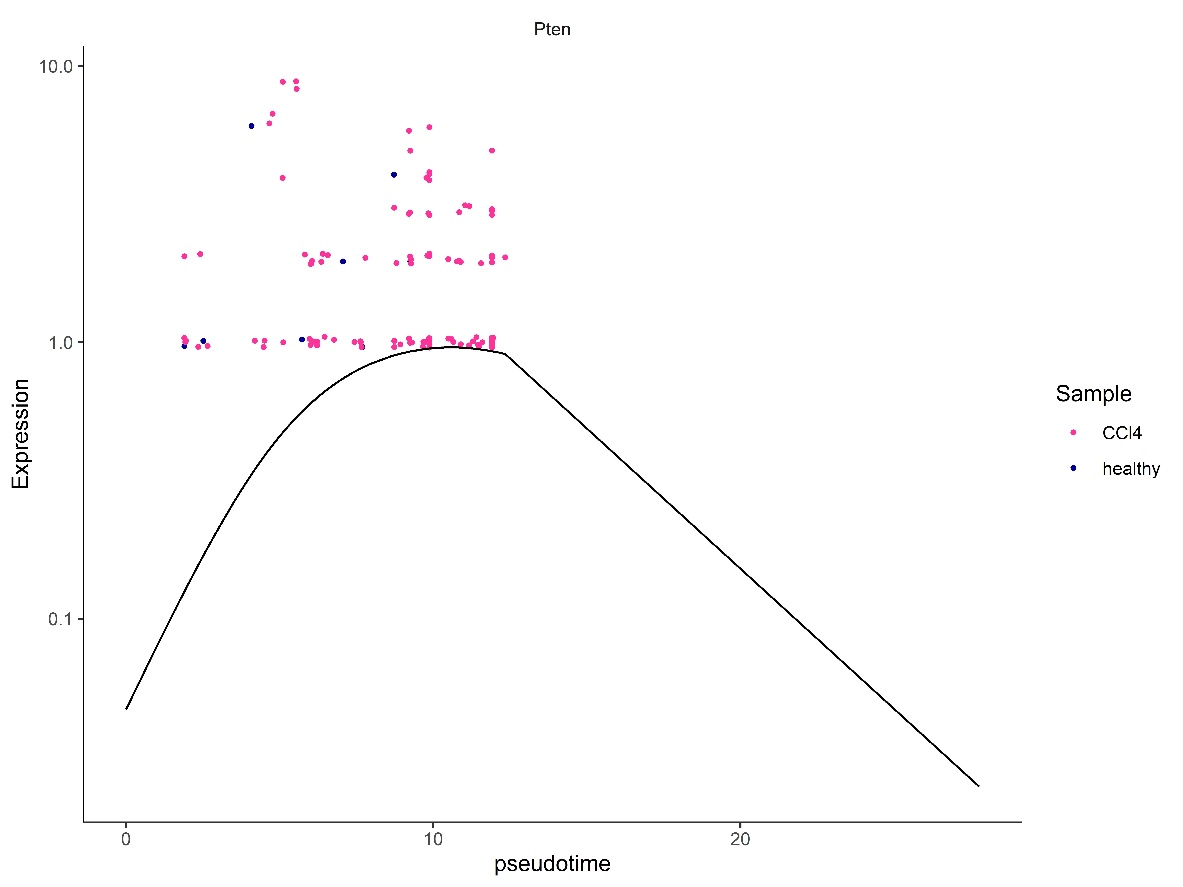 Pten
10.0
1.0
0.1
Expression
0
10
20
pseudotime
Sample
CCl4
healthy